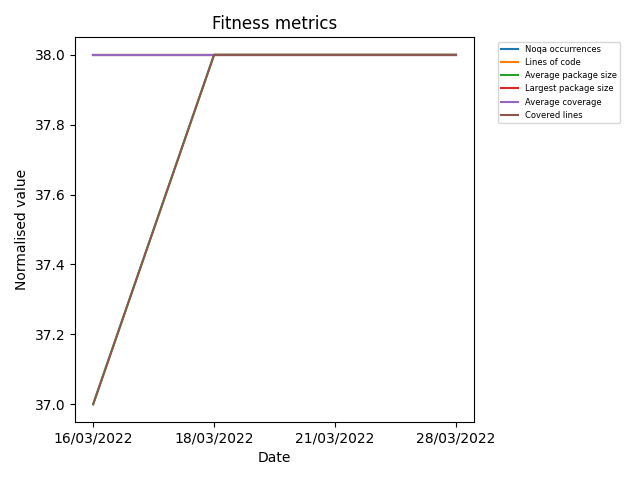 Fitness metrics
Noqa occurrences
Lines of code
Average package size
Largest package size
Average coverage
Covered lines
Normalised value
38.0
37.8
37.6
37.4
37.2
37.0
16/03/2022 18/03/2022 21/03/2022 28/03/2022
Date